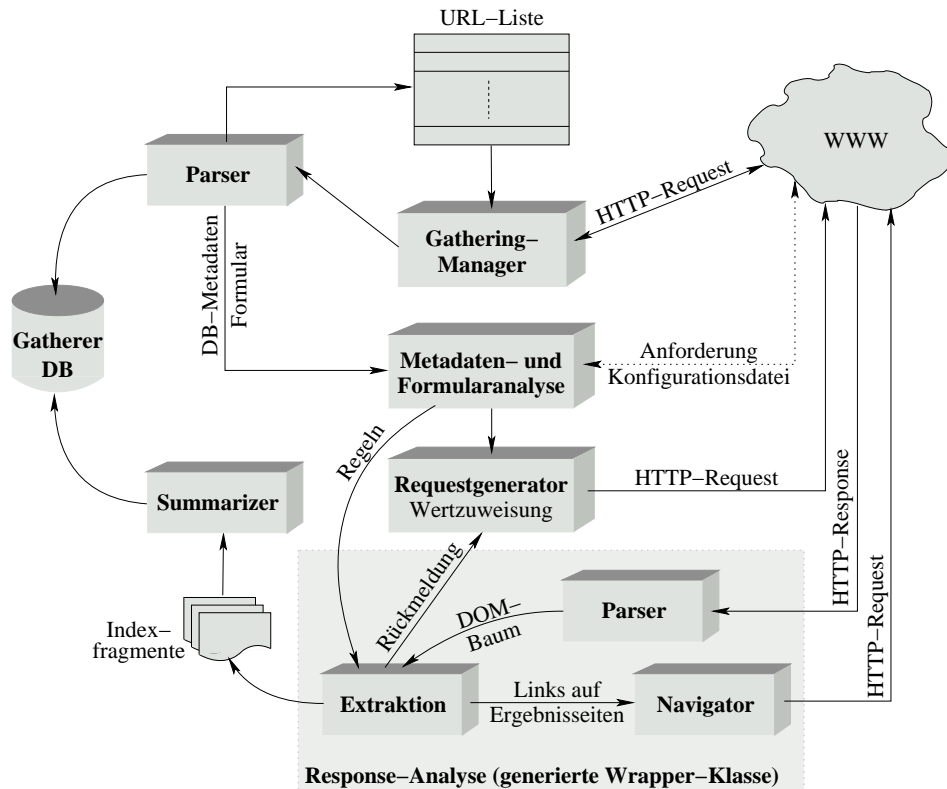 URL−Liste
WWW
Parser
HTTP−Request
Gathering−
Manager
DB−Metadaten
Formular
Gatherer
DB
Metadaten− und
Formularanalyse
Anforderung
Konfigurationsdatei
Regeln
Requestgenerator
Wertzuweisung
HTTP−Request
Summarizer
HTTP−Response
HTTP−Request
Rückmeldung
DOM−
Baum
Parser
Index−
fragmente
Extraktion
Links auf
Ergebnisseiten
Navigator
Response−Analyse (generierte Wrapper−Klasse)